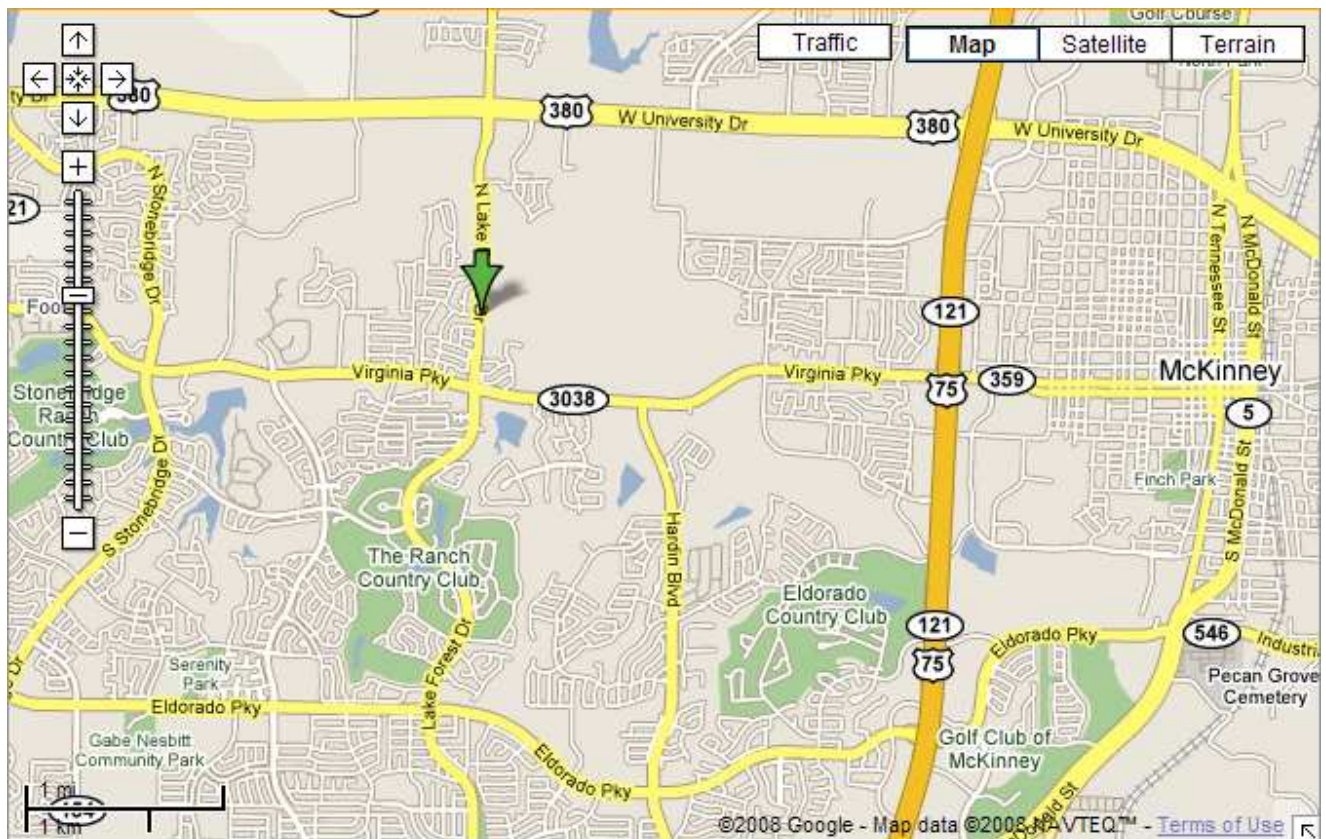 Golf Course
Traffic
Map
Satellite
Terrain
380
380
W University Dr
380
W University Dr
N Stonebridge Dr
N Lake
Dr
N Tennessee St
N McDonald St
121
Virginia Pky
3038
Virginia Pky
75
359
McKinney
5
Stonebridge
Ranch
Country Club
S Stonebridge Dr
Finch Park
S McDonald St
Hardin Blvd
The Ranch
Country Club
Eldorado
Country Club
121
75
Eldorado Pky
546
Pecan Grove
Cemetery
Serenity
Park
Lake Forest Dr
Eldorado Pky
Gabe Nesbitt
Community Park
Eldorado Pky
Golf Club of
McKinney
1 mi
1 km
©2008 Google - Map data ©2008 NAVTEQ™ - Terms of Use